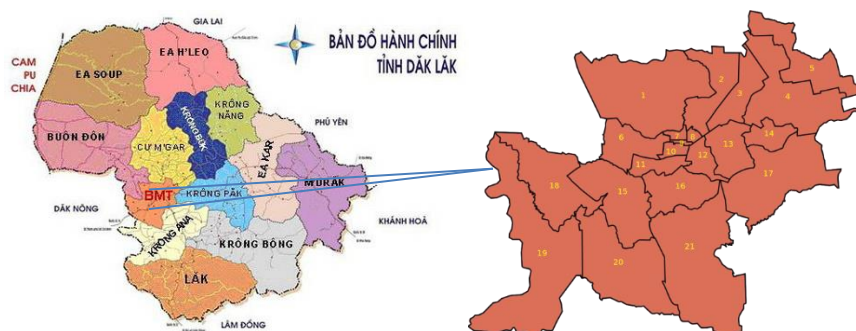 GIA LAI
BẢN ĐỒ HÀNH CHÍNH
TỈNH DĂK LĂK
CAM
PU
CHIA
EA SOUP
EA H'LEO
KRÔNG BÚK
KRÔNG
NĂNG
PHÚ YÊN
BUÔN ĐÔN
CƯ M'GAR
EA KAR
M'DRĂK
BMT
KRÔNG PĂK
DĂK NÔNG
KHÁNH HOÀ
KRÔNG ANA
KRÔNG BÔNG
LĂK
LÂM ĐỒNG
1
2
3
4
5
6
7
8
9
10
11
12
13
14
15
16
17
18
19
20
21